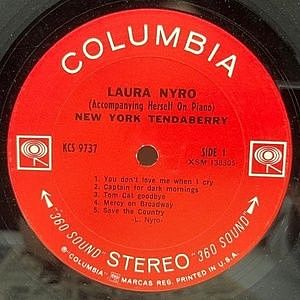 COLUMBIA
LAURA NYRO
(Accompanying Herself On Piano)
NEW YORK TENDABERRY
KCS 9737
SIDE 1
XSM 138305
1. You don't love me when I cry
2. Captain for dark mornings
3. Tom Cat goodbye
4. Mercy on Broadway
5. Save the Country
-L. Nyro-
"360 SOUND" STEREO "360 SOUND"
® "COLUMBIA", MARCAS REG. PRINTED IN U.S.A.